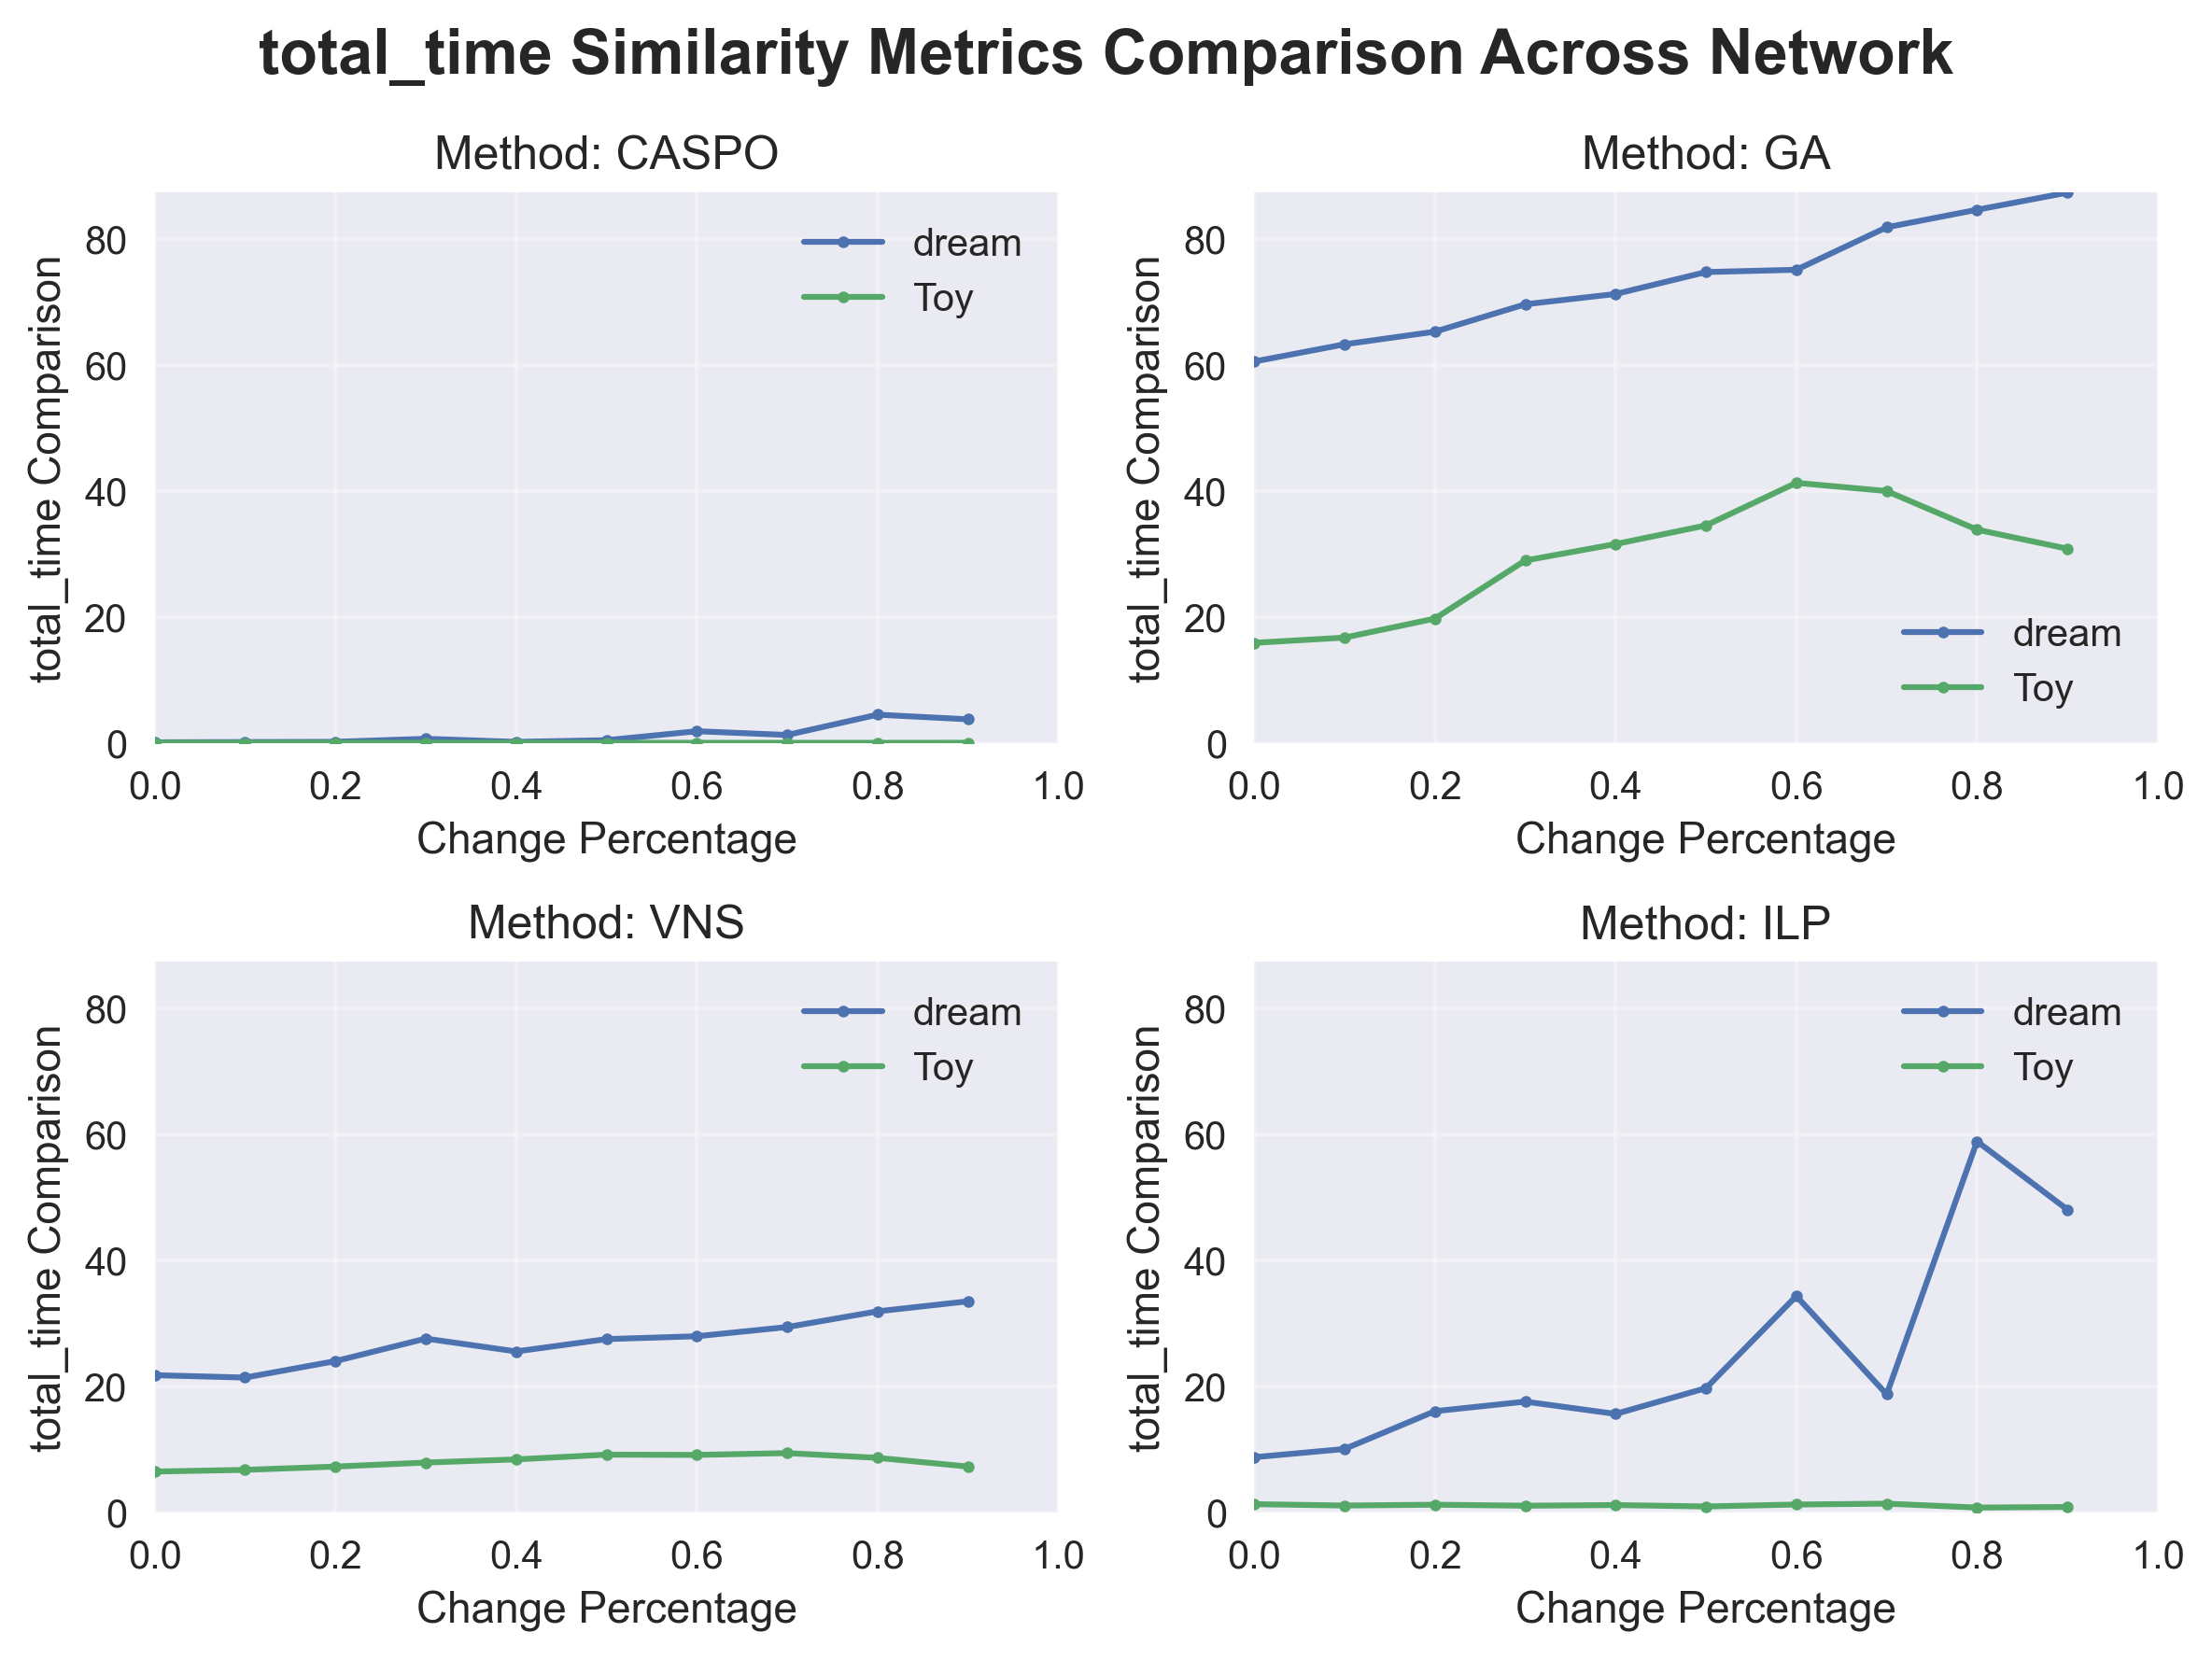 total_time Similarity Metrics Comparison Across Network
Method: CASPO
total_time Comparison
80
60
40
20
0
0.0 0.2 0.4 0.6 0.8 1.0
Change Percentage
dream
Toy
Method: GA
total_time Comparison
80
60
40
20
0
0.0 0.2 0.4 0.6 0.8 1.0
Change Percentage
dream
Toy
Method: VNS
total_time Comparison
80
60
40
20
0
0.0 0.2 0.4 0.6 0.8 1.0
Change Percentage
dream
Toy
Method: ILP
total_time Comparison
80
60
40
20
0
0.0 0.2 0.4 0.6 0.8 1.0
Change Percentage
dream
Toy